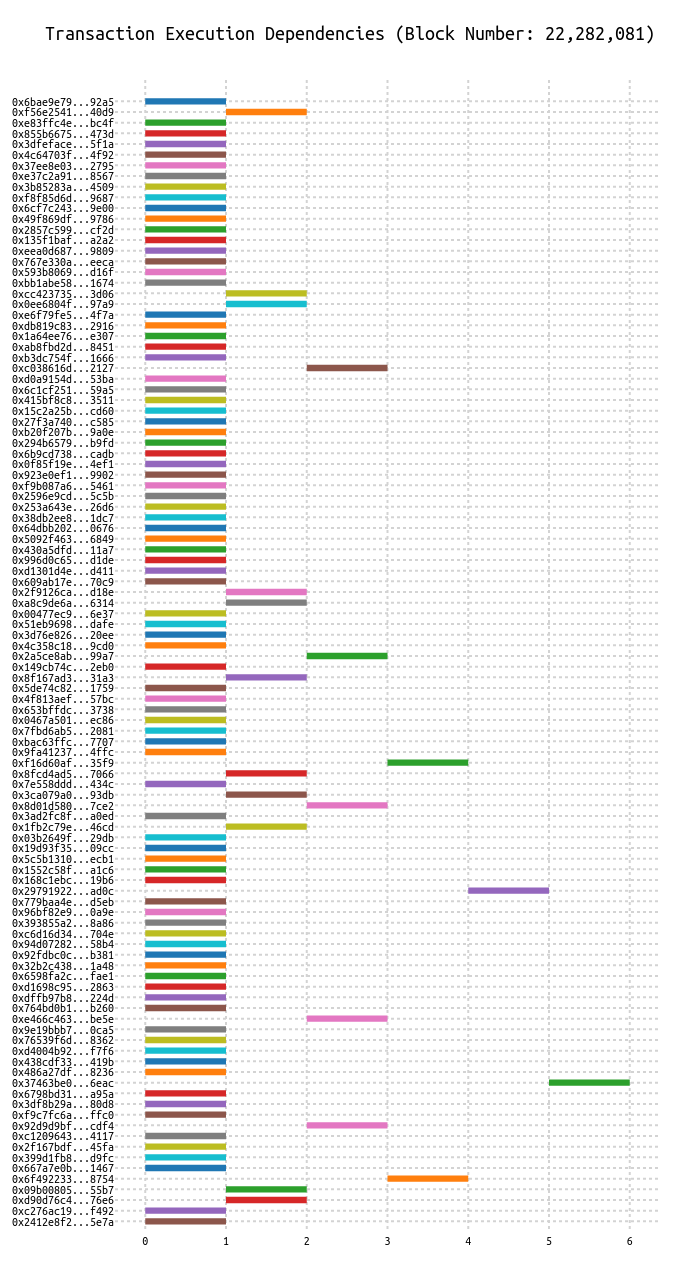 Transaction Execution Dependencies (Block Number: 22,282,081)
0x6bae9e79...92a5
0xf56e2541...40d9
0xe83ffc4e...bc4f
0x855b6675...473d
0x3dfeface...5f1a
0x4c64703f...4f92
0x37ee8e03...2795
0xe37c2a91...8567
0x3b85283a...4509
0xf8f85d6d...9687
0x6cf7c243...9e00
0x49f869df...9786
0x2857c599...cf2d
0x135f1baf...a2a2
0xeea0d687...9809
0x767e330a...eeca
0x593b8069...d16f
0xbb1abe58...1674
0xcc423735...3d06
0x0ee6804f...97a9
0xe6f79fe5...4f7a
0xdb819c83...2916
0x1a64ee76...e307
0xab8fbd2d...8451
0xb3dc754f...1666
0xc038616d...2127
0xd0a9154d...53ba
0x6c1cf251...59a5
0x415bf8c8...3511
0x15c2a25b...cd60
0x27f3a740...c585
0xb20f207b...9a0e
0x294b6579...b9fd
0x6b9cd738...cadb
0x0f85f19e...4ef1
0x923e0ef1...9902
0xf9b087a6...5461
0x2596e9cd...5c5b
0x253a643e...26d6
0x38db2ee8...1dc7
0x64dbb202...0676
0x5092f463...6849
0x430a5dfd...11a7
0x996d0c65...d1de
0xd1301d4e...d411
0x609ab17e...70c9
0x2f9126ca...d18e
0xa8c9de6a...6314
0x00477ec9...6e37
0x51eb9698...dafe
0x3d76e826...20ee
0x4c358c18...9cd0
0x2a5ce8ab...99a7
0x149cb74c...2eb0
0x8f167ad3...31a3
0x5de74c82...1759
0x4f813aef...57bc
0x653bffdc...3738
0x0467a501...ec86
0x7fbd6ab5...2081
0xbac63ffc...7707
0x9fa41237...4ffc
0xf16d60af...35f9
0x8fcd4ad5...7066
0x7e558ddd...434c
0x3ca079a0...93db
0x8d01d580...7ce2
0x3ad2fc8f...a0ed
0x1fb2c79e...46cd
0x03b2649f...29db
0x19d93f35...09cc
0x5c5b1310...ecb1
0x1552c58f...a1c6
0x168c1ebc...19b6
0x29791922...ad0c
0x779baa4e...d5eb
0x96bf82e9...0a9e
0x393855a2...8a86
0xc6d16d34...704e
0x94d07282...58b4
0x92fdbc0c...b381
0x32b2c438...1a48
0x6598fa2c...fae1
0xd1698c95...2863
0xdffb97b8...224d
0x764bd0b1...b260
0xe466c463...be5e
0x9e19bbb7...0ca5
0x76539f6d...8362
0xd4004b92...f7f6
0x438cdf33...419b
0x486a27df...8236
0x37463be0...6eac
0x6798bd31...a95a
0x3df8b29a...80d8
0xf9c7fc6a...ffc0
0x92d9d9bf...cdf4
0xc1209643...4117
0x2f167bdf...45fa
0x399d1fb8...d9fc
0x667a7e0b...1467
0x6f492233...8754
0x09b00805...55b7
0xd90d76c4...76e6
0xc276ac19...f492
0x2412e8f2...5e7a
0 1 2 3 4 5 6